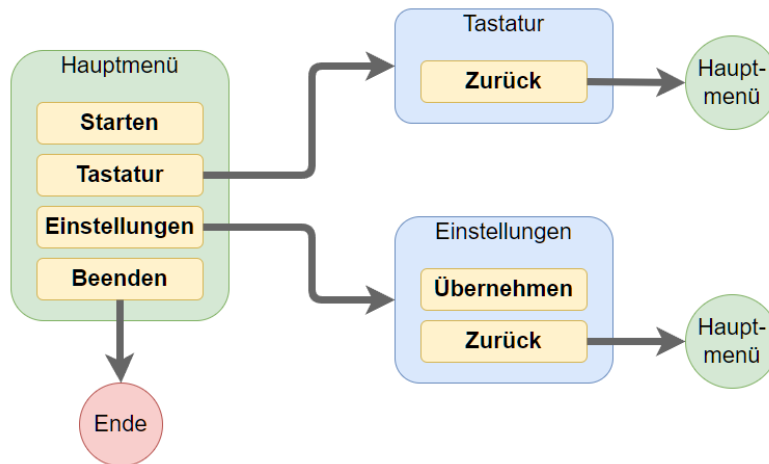 Hauptmenü
Starten
Tastatur
Einstellungen
Beenden
Ende
Tastatur
Zurück
Haupt-
menü
Einstellungen
Übernehmen
Zurück
Haupt-
menü